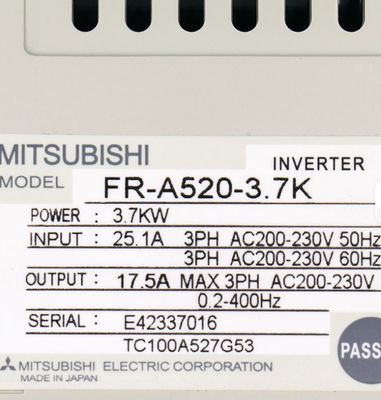 MITSUBISHI
INVERTER
MODEL FR-A520-3.7K
POWER : 3.7KW
INPUT : 25.1A 3PH AC200-230V 50Hz
3PH AC200-230V 60Hz
OUTPUT : 17.5A MAX 3PH AC200-230V
0.2-400Hz
SERIAL : E42337016
TC100A527G53
PASS
MITSUBISHI ELECTRIC CORPORATION
MADE IN JAPAN